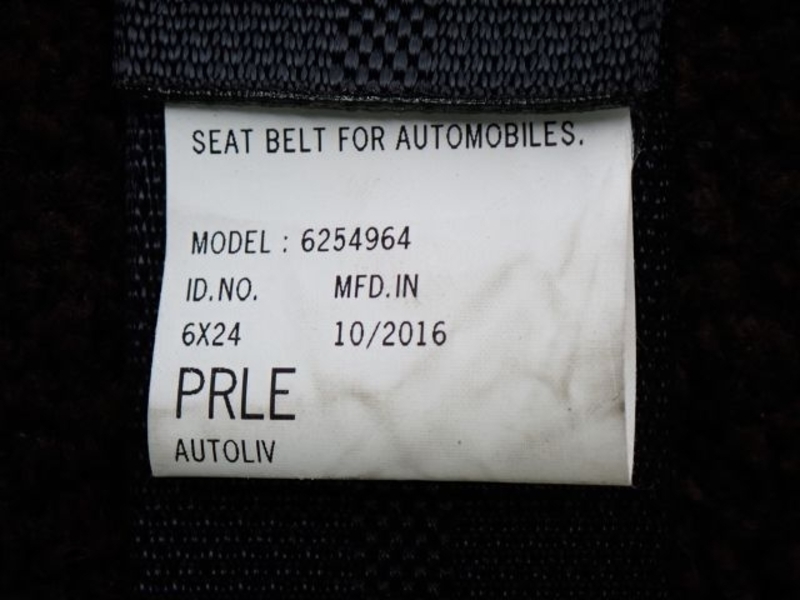 SEAT BELT FOR AUTOMOBILES.
MODEL : 6254964
ID.NO. MFD.IN
6X24 10/2016
PRLE
AUTOLIV